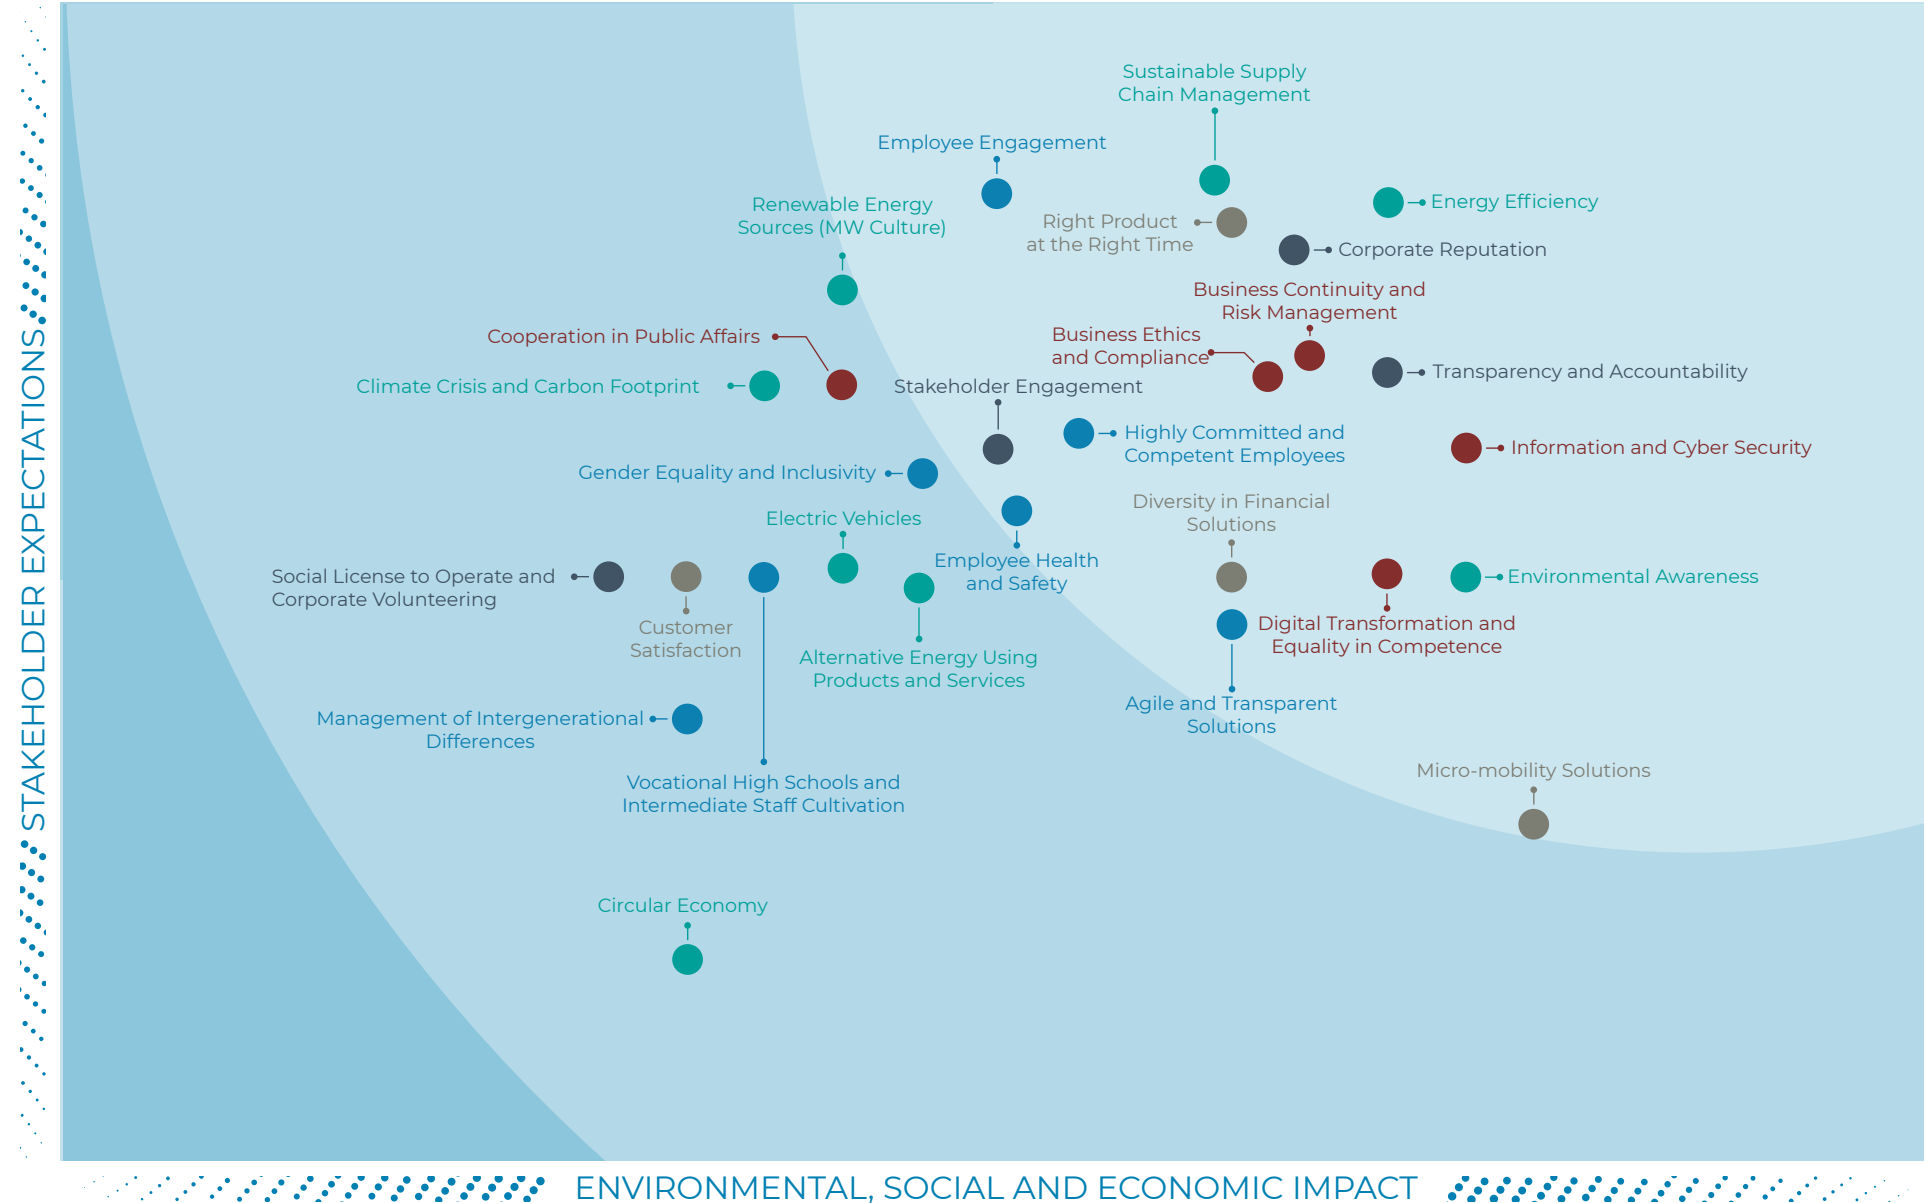 Sustainable Supply
Chain Management
Employee Engagement
Renewable Energy
Sources (MW Culture)
Right Product
at the Right Time
Energy Efficiency
Corporate Reputation
Business Continuity and
Risk Management
Cooperation in Public Affairs
Business Ethics
and Compliance
Climate Crisis and Carbon Footprint
Stakeholder Engagement
Transparency and Accountability
Highly Committed and
Competent Employees
Information and Cyber Security
Gender Equality and Inclusivity
Diversity in Financial
Solutions
Electric Vehicles
Employee Health
and Safety
Social License to Operate and
Corporate Volunteering
Environmental Awareness
Customer
Satisfaction
Digital Transformation and
Equality in Competence
Alternative Energy Using
Products and Services
Agile and Transparent
Solutions
Management of Intergenerational
Differences
Vocational High Schools and
Intermediate Staff Cultivation
Micro-mobility Solutions
Circular Economy
STAKEHOLDER EXPECTATIONS
ENVIRONMENTAL, SOCIAL AND ECONOMIC IMPACT